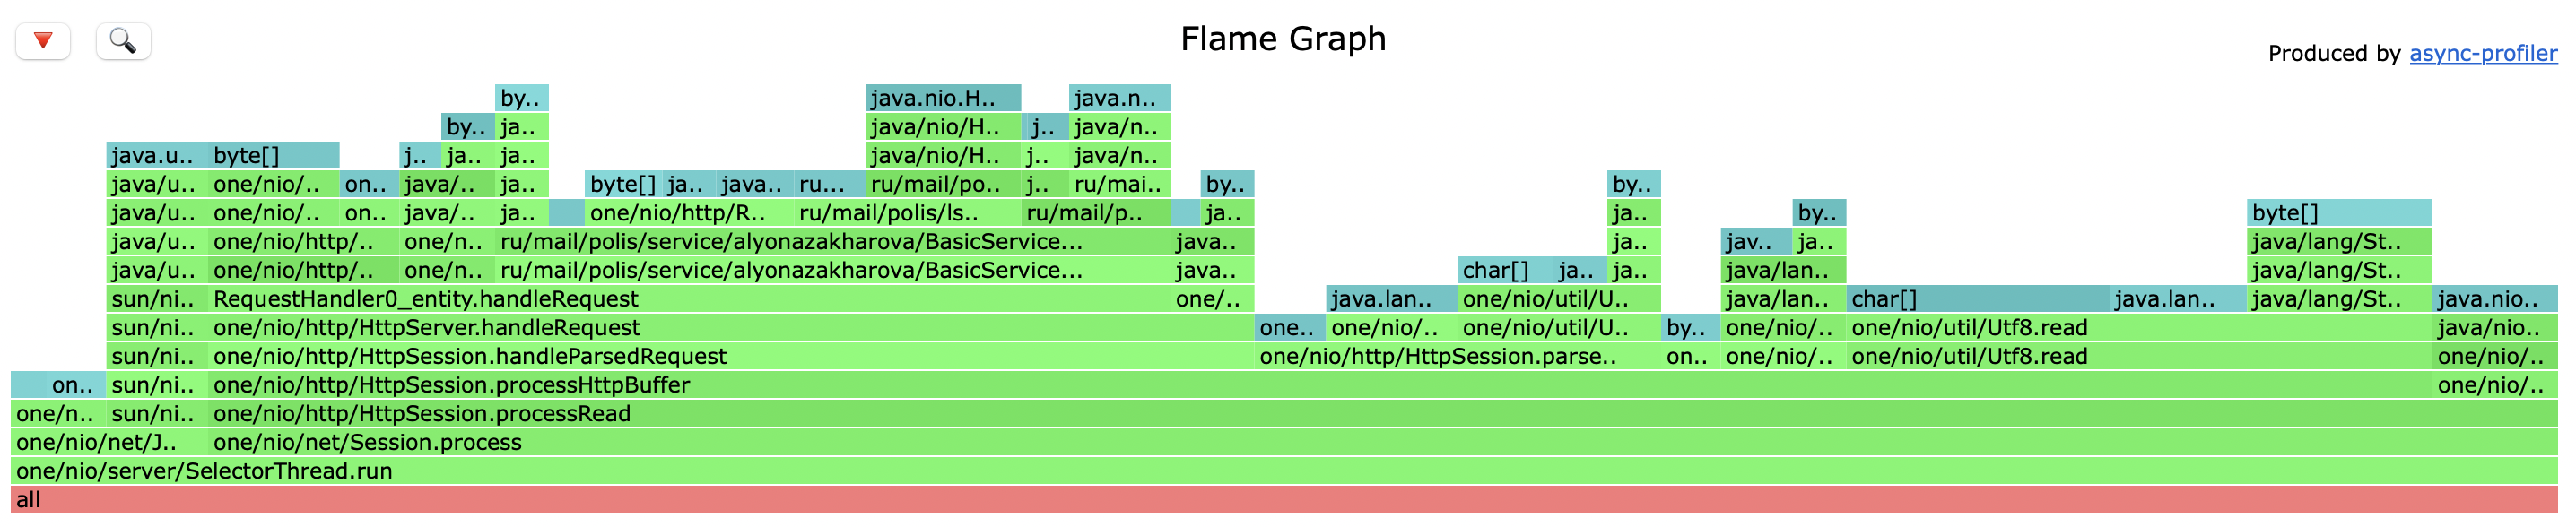 Flame Graph
Produced by async-profiler
by.. java.nio.H.. java.n..
by.. ja.. java/nio/H.. j.. java/n..
java.u.. byte[] j.. ja.. ja.. java/nio/H.. j.. java/n..
java/u.. one/nio/.. on.. java/.. ja.. byte[] ja.. java.. ru... ru/mail/po.. j.. ru/mai.. by.. by..
java/u.. one/nio/.. on.. java/.. ja.. one/nio/http/R.. ru/mail/polis/ls.. ru/mail/p.. ja.. ja.. by.. byte[]
java/u.. one/nio/http/.. one/n.. ru/mail/polis/service/alyonazakharova/BasicService... java.. ja.. jav.. ja.. java/lang/St..
java/u.. one/nio/http/.. one/n.. ru/mail/polis/service/alyonazakharova/BasicService... java.. char[] ja.. ja.. java/lan.. java/lang/St..
sun/ni.. RequestHandler0_entity.handleRequest one/.. java.lan.. one/nio/util/U.. java/lan.. char[] java.lan.. java/lang/St.. java.nio..
sun/ni.. one/nio/http/HttpServer.handleRequest one.. one/nio/.. one/nio/util/U.. by.. one/nio/.. one/nio/util/Utf8.read java/nio..
sun/ni.. one/nio/http/HttpSession.handleParsedRequest one/nio/http/HttpSession.parse.. on.. one/nio/.. one/nio/util/Utf8.read one/nio/..
on.. sun/ni.. one/nio/http/HttpSession.processHttpBuffer one/nio/..
one/n.. sun/ni.. one/nio/http/HttpSession.processRead
one/nio/net/J.. one/nio/net/Session.process
one/nio/server/SelectorThread.run
all